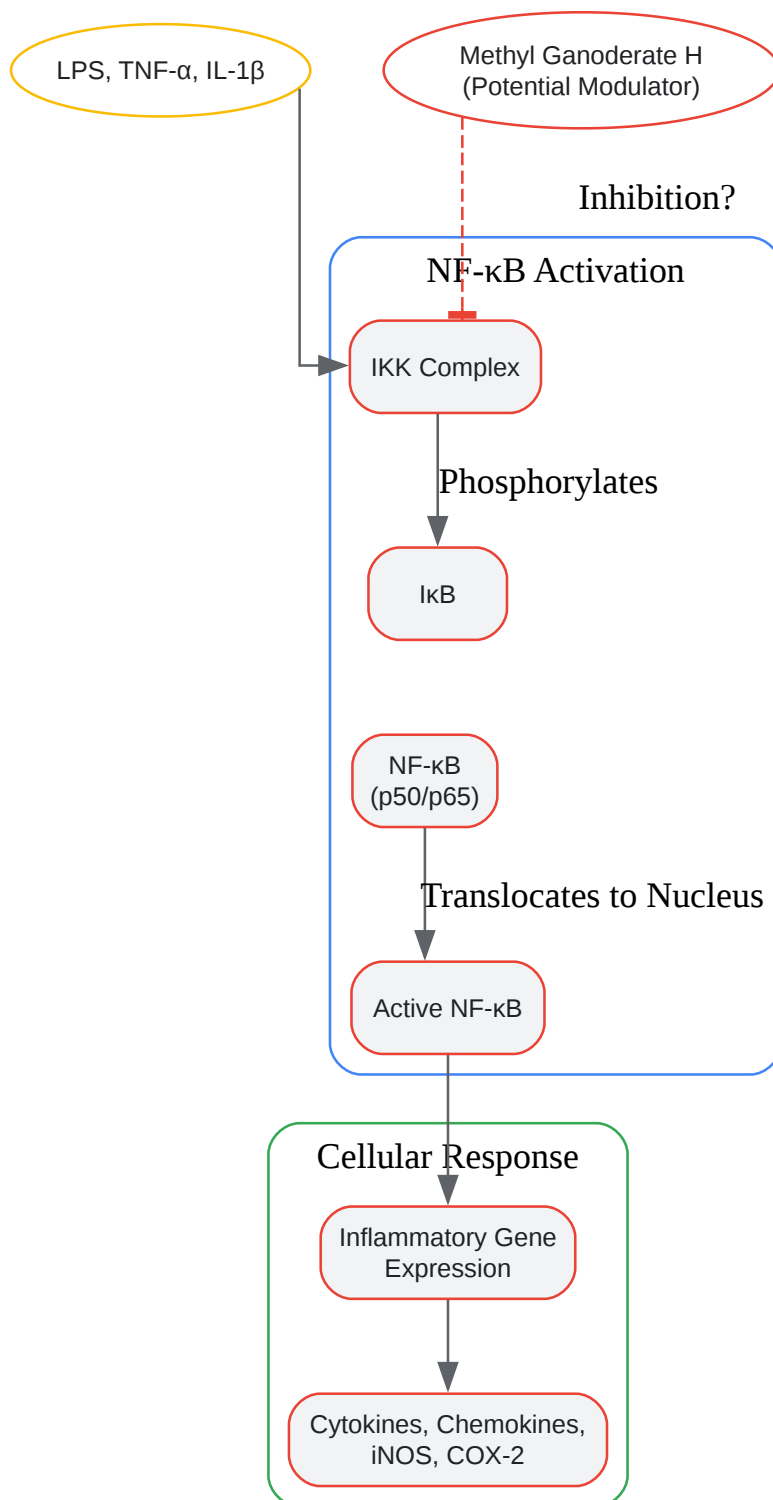 LPS, TNF-α, IL-1β
Methyl Ganoderate H
(Potential Modulator)
Inhibition?
NF-κB Activation
IKK Complex
Phosphorylates
IκB
NF-κB
(p50/p65)
Translocates to Nucleus
Active NF-κB
Cellular Response
Inflammatory Gene
Expression
Cytokines, Chemokines,
iNOS, COX-2